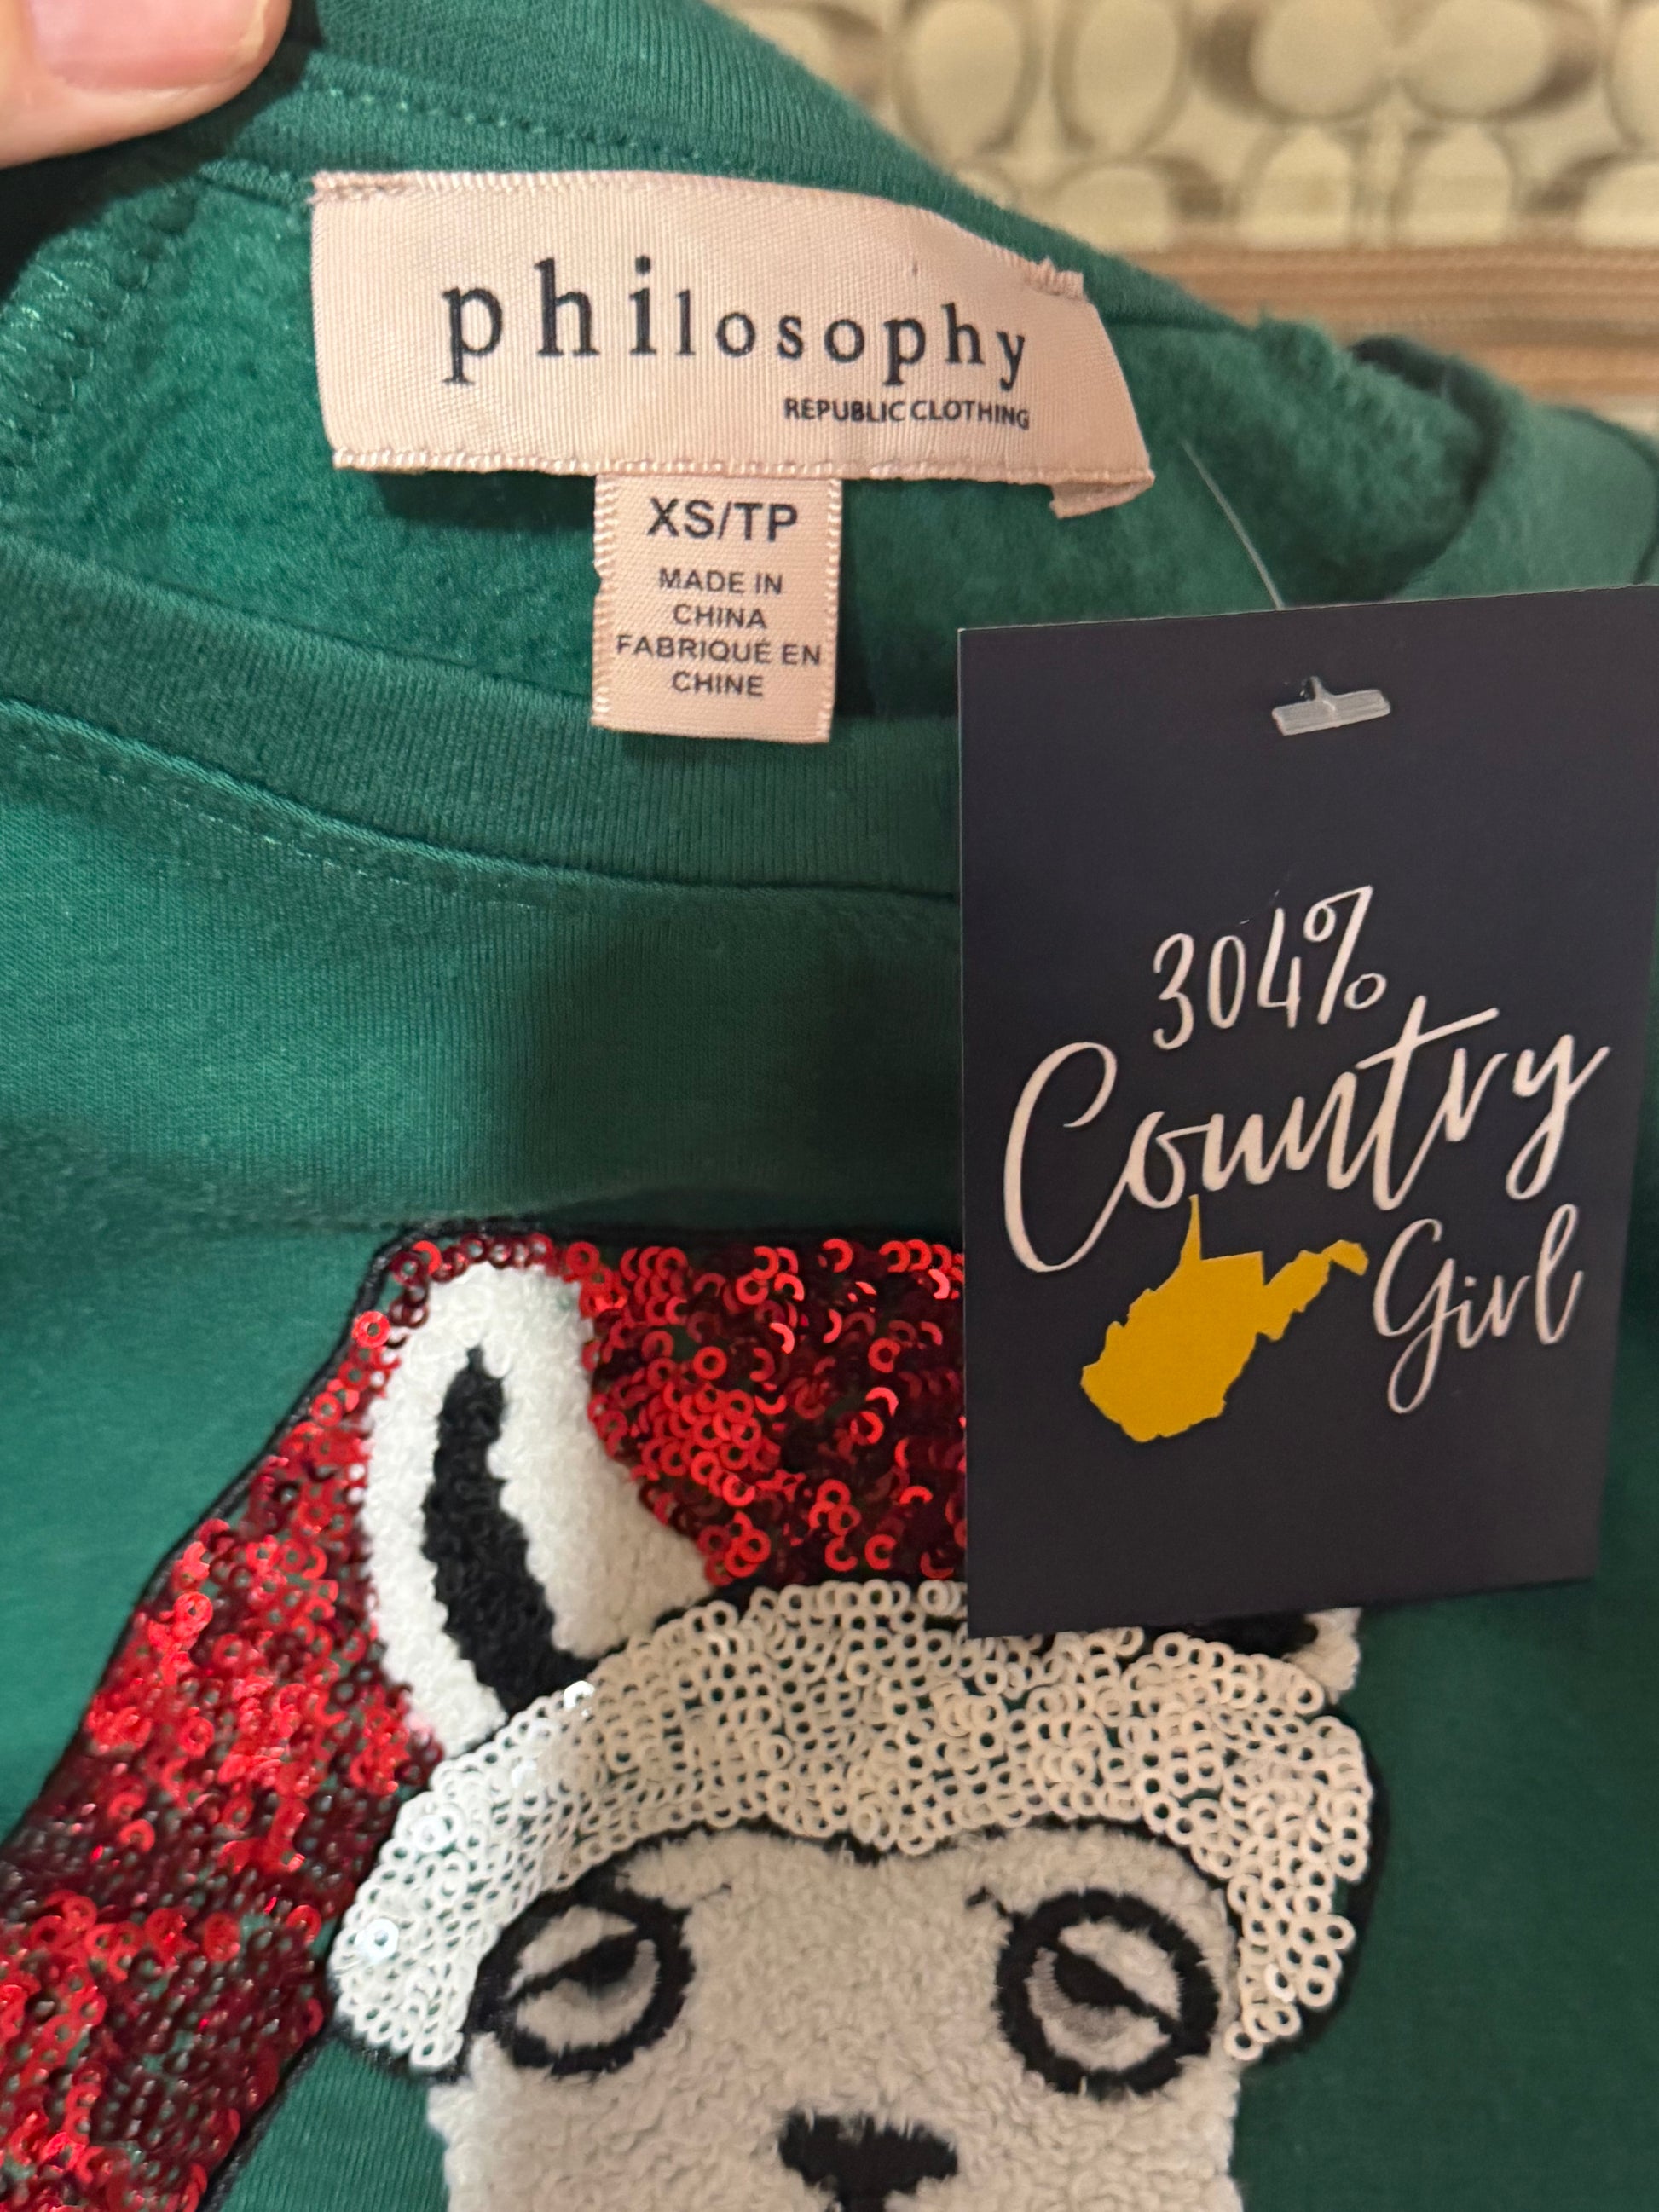 philosophy
REPUBLIC CLOTHING
XS/TP
MADE IN
CHINA
FABRIQUÉ EN
CHINE
304%
Country
Girl